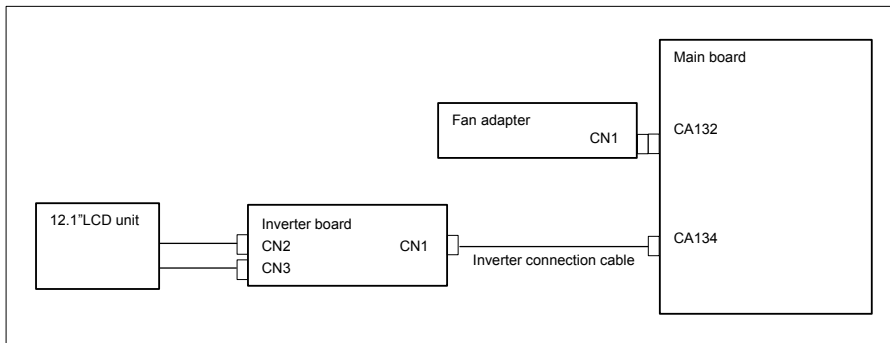 Main board
Fan adapter
CN1
CA132
12.1”LCD unit
Inverter board
CN2
CN1
CA134
CN3
Inverter connection cable